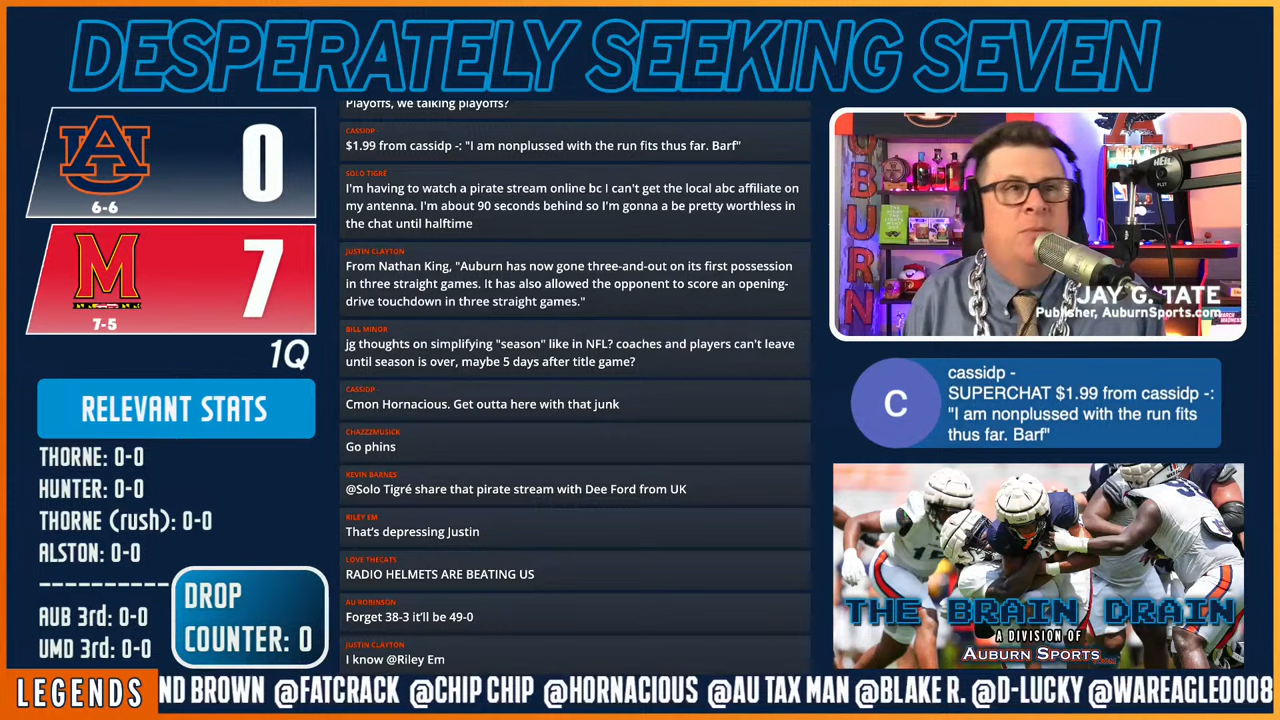 DESPERATELY SEEKING SEVEN
0
6-6
7
7-5
1Q
RELEVANT STATS
THORNE: 0-0
HUNTER: 0-0
THORNE (rush): 0-0
ALSTON: 0-0
----------
AUB 3rd: 0-0
UMD 3rd: 0-0
DROP
COUNTER: 0
Playoffs, we talking playoffs?
CASSIDP -
$1.99 from cassidp -: "I am nonplussed with the run fits thus far. Barf"
SOLO TIGRÉ
I'm having to watch a pirate stream online bc I can't get the local abc affiliate on
my antenna. I'm about 90 seconds behind so I'm gonna a be pretty worthless in
the chat until halftime
JUSTIN CLAYTON
From Nathan King, "Auburn has now gone three-and-out on its first possession
in three straight games. It has also allowed the opponent to score an opening-
drive touchdown in three straight games."
BILL MINOR
jg thoughts on simplifying "season" like in NFL? coaches and players can't leave
until season is over, maybe 5 days after title game?
CASSIDP -
Cmon Hornacious. Get outta here with that junk
CHAZZZMUSICK
Go phins
KEVIN BARNES
@Solo Tigré share that pirate stream with Dee Ford from UK
RILEY EM
That's depressing Justin
LOVE THECATS
RADIO HELMETS ARE BEATING US
AU ROBINSON
Forget 38-3 it'll be 49-0
JUSTIN CLAYTON
I know @Riley Em
JAY G. TATE
Publisher, AuburnSports.com
C
cassidp -
SUPERCHAT $1.99 from cassidp -:
"I am nonplussed with the run fits
thus far. Barf"
THE BRAIN DRAIN
A DIVISION OF
AUBURN SPORTS.COM
LEGENDS
ND BROWN @FATCRACK @CHIP CHIP @HORNACIOUS @AU TAX MAN @BLAKE R. @D-LUCKY @WAREAGLE0008